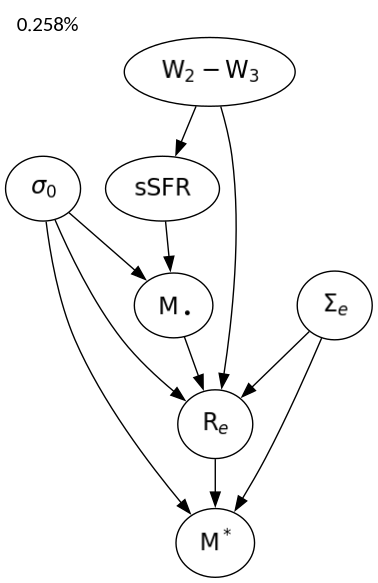 0.258%
W₂ − W₃
σ₀
sSFR
M•
Σₑ
Rₑ
M*